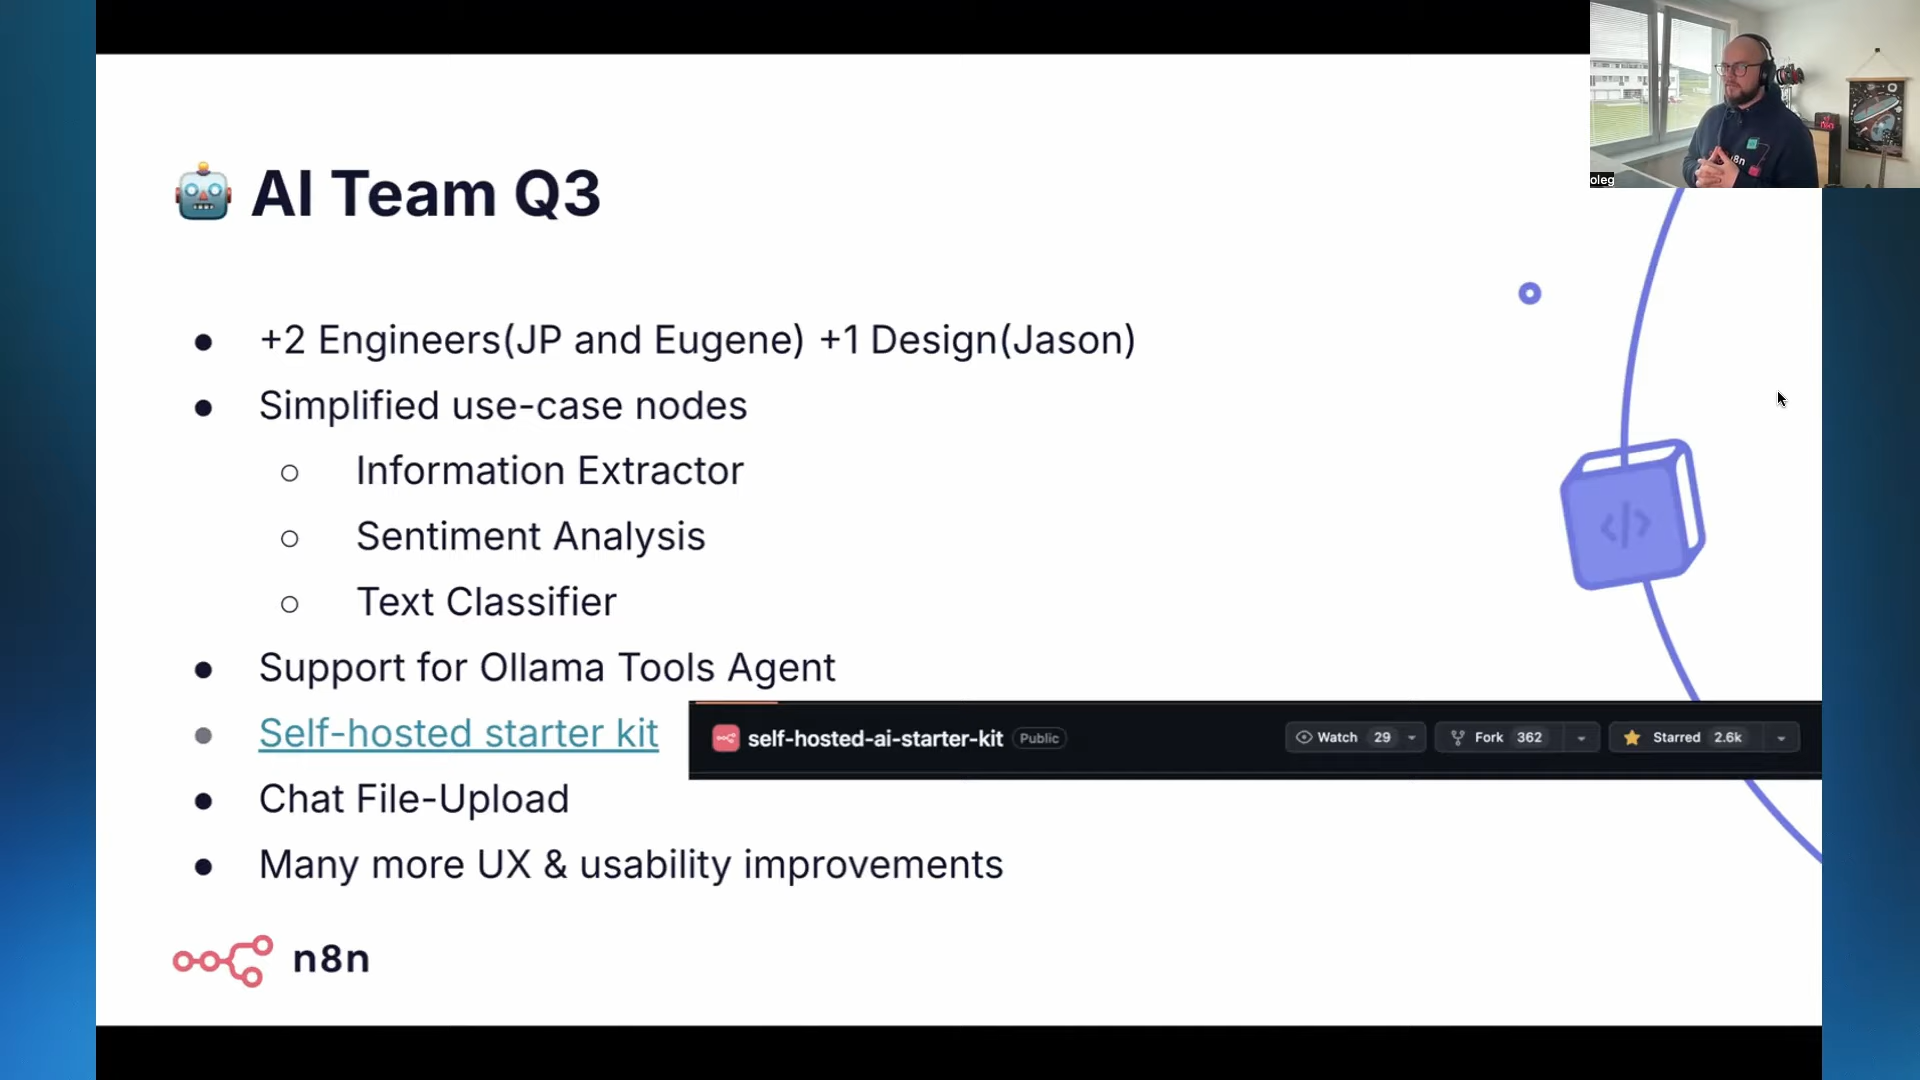 AI Team Q3
+2 Engineers(JP and Eugene) +1 Design(Jason)
Simplified use-case nodes
Information Extractor
Sentiment Analysis
Text Classifier
Support for Ollama Tools Agent
Self-hosted starter kit
self-hosted-ai-starter-kit Public Watch 29 Fork 362 Starred 2.6k
Chat File-Upload
Many more UX & usability improvements
n8n
oleg
n8n
</>